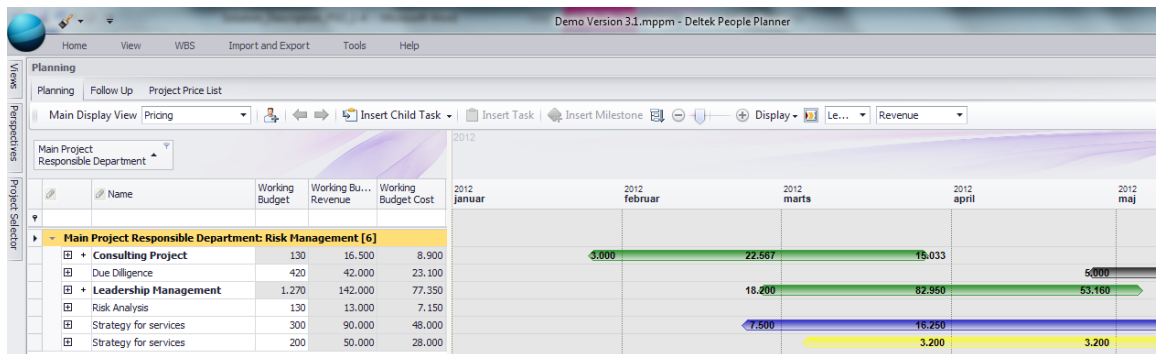 Demo Version 3.1.mppm - Deltek People Planner
Home View WBS Import and Export Tools Help
Views
Perspectives
Project Selector
Planning
Planning Follow Up Project Price List
Main Display View Pricing Insert Child Task Insert Task Insert Milestone Display Le... Revenue
2012
Main Project
Responsible Department
Name Working Budget Working Bu... Revenue Working Budget Cost
2012 2012 2012 2012 2012
januar februar marts april maj
Main Project Responsible Department: Risk Management [6]
Consulting Project 130 16.500 8.900 3.000 22.567 15.033
Due Dilligence 420 42.000 23.100 5.000
Leadership Management 1.270 142.000 77.350 18.200 82.950 53.160
Risk Analysis 130 13.000 7.150
Strategy for services 300 90.000 48.000 7.500 16.250
Strategy for services 200 50.000 28.000 3.200 3.200